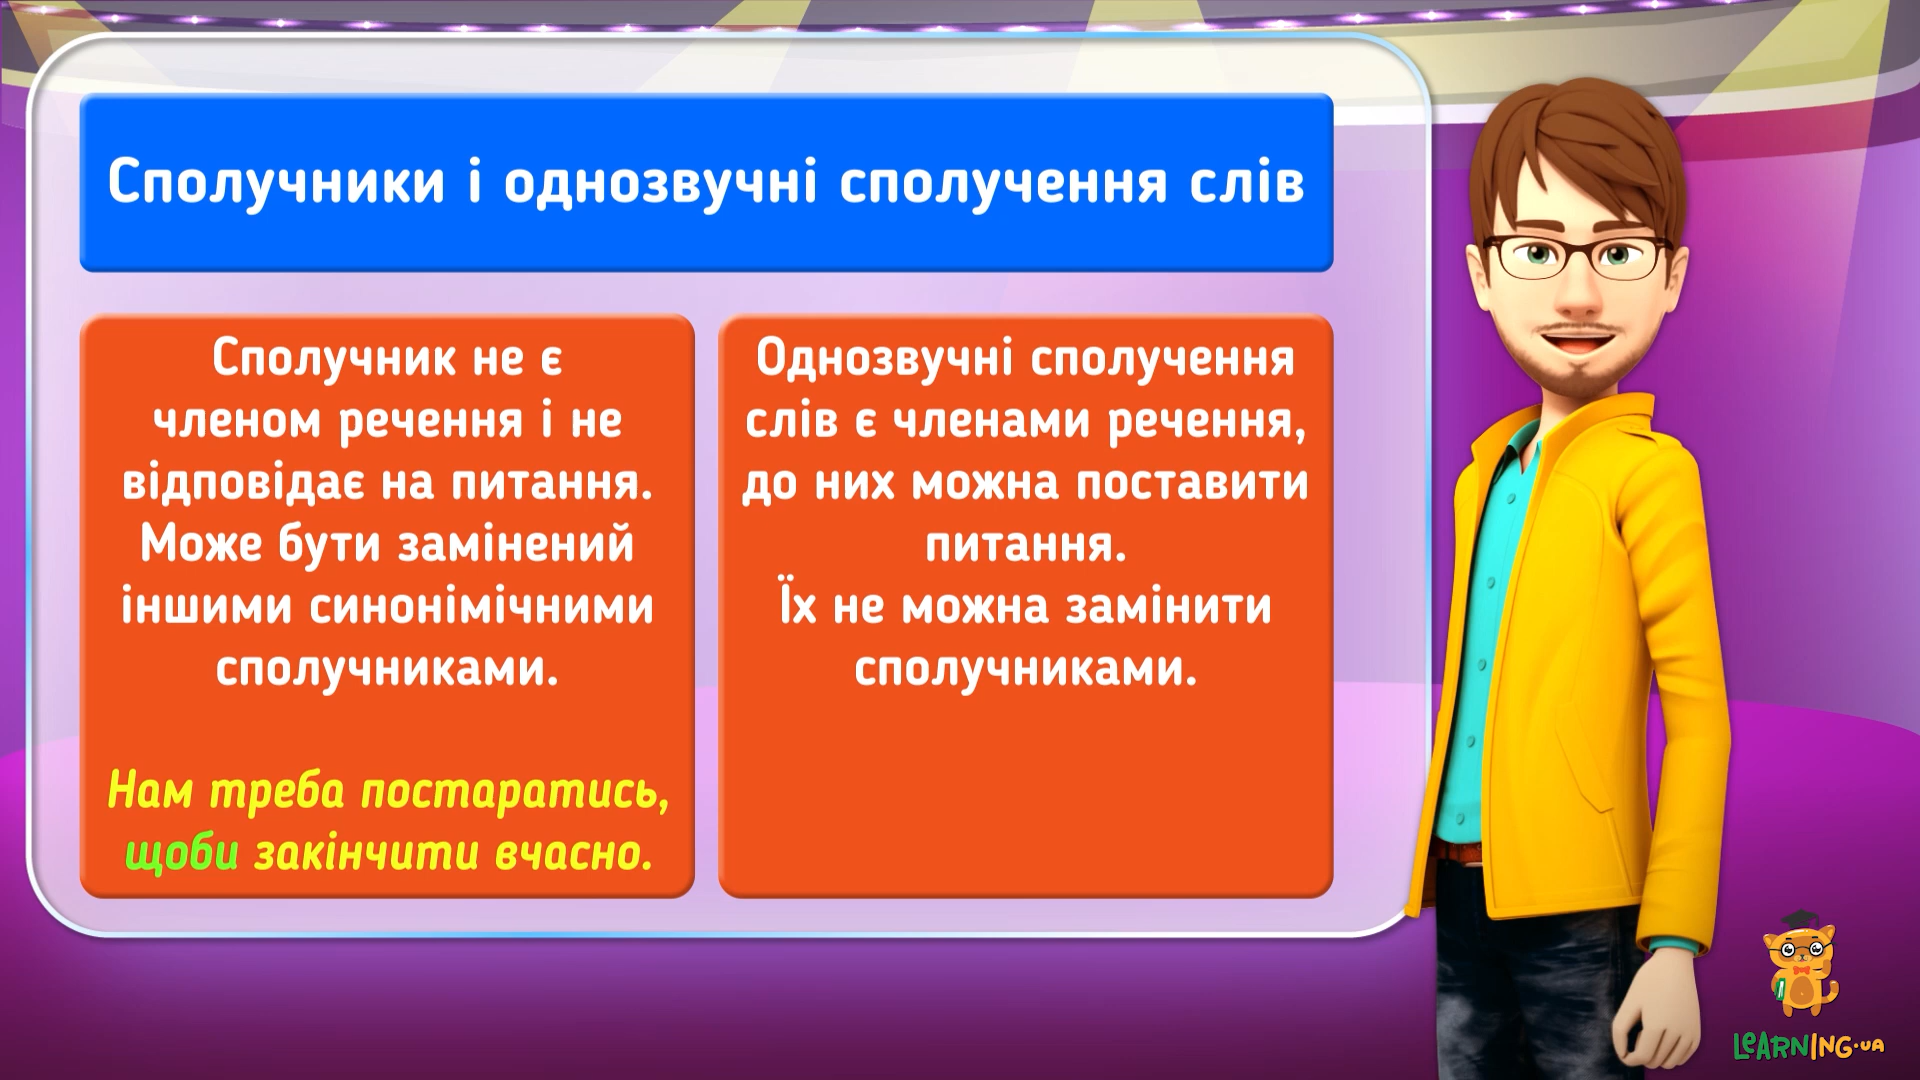 Сполучники і однозвучні сполучення слів
Сполучник не є
членом речення і не
відповідає на питання.
Може бути замінений
іншими синонімічними
сполучниками.
Нам треба постаратись,
щоби закінчити вчасно.
Однозвучні сполучення
слів є членами речення,
до них можна поставити
питання.
Їх не можна замінити
сполучниками.
LeARNING.UA